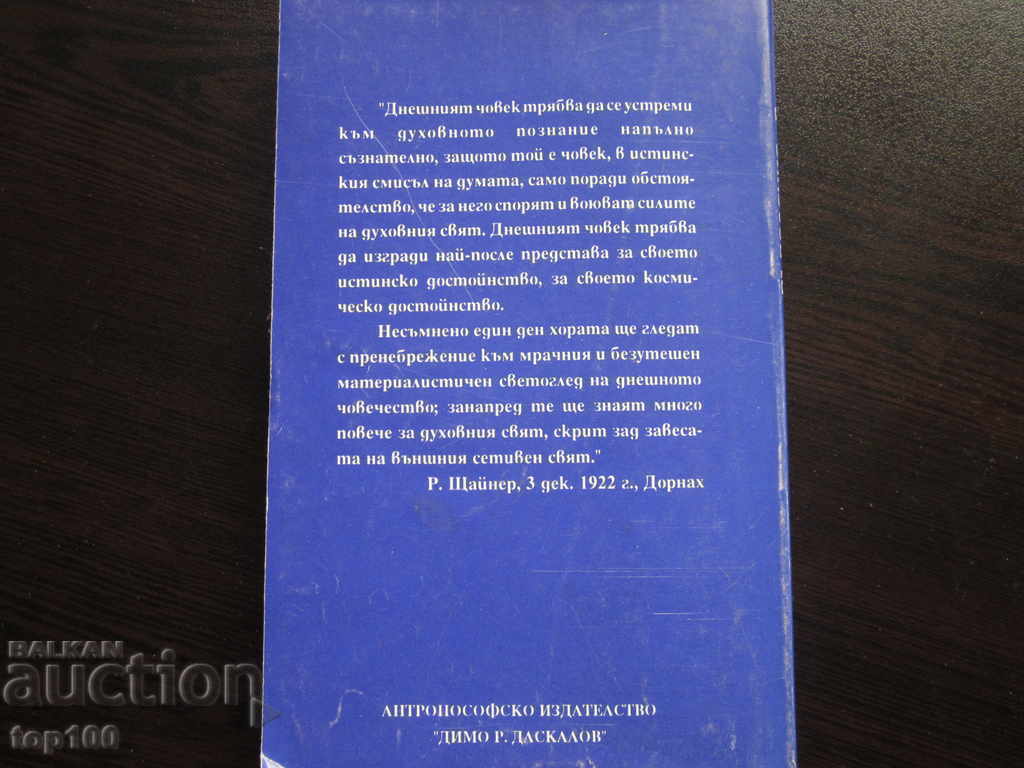 "Днешният човек трябва да се устреми
към духовното познание напълно
съзнателно, защото той е човек, в истин-
ския смисъл на думата, само поради обстоя-
телство, че за него спорят и воюват силите
на духовния свят. Днешният човек трябва
да изгради най-после представа за своето
истинско достойнство, за своето косми-
ческо достойнство.
Несъмнено един ден хората ще гледат
с пренебрежение към мрачния и безутешен
материалистичен светоглед на днешното
човечество; занапред те ще знаят много
повече за духовния свят, скрит зад завеса-
та на външния сетивен свят."
Р. Щайнер, 3 дек. 1922 г., Дорнах
АНТРОПОСОФСКО ИЗДАТЕЛСТВО
"ДИМО Р. ДАСКАЛОВ"
BALKAN
auction
top100